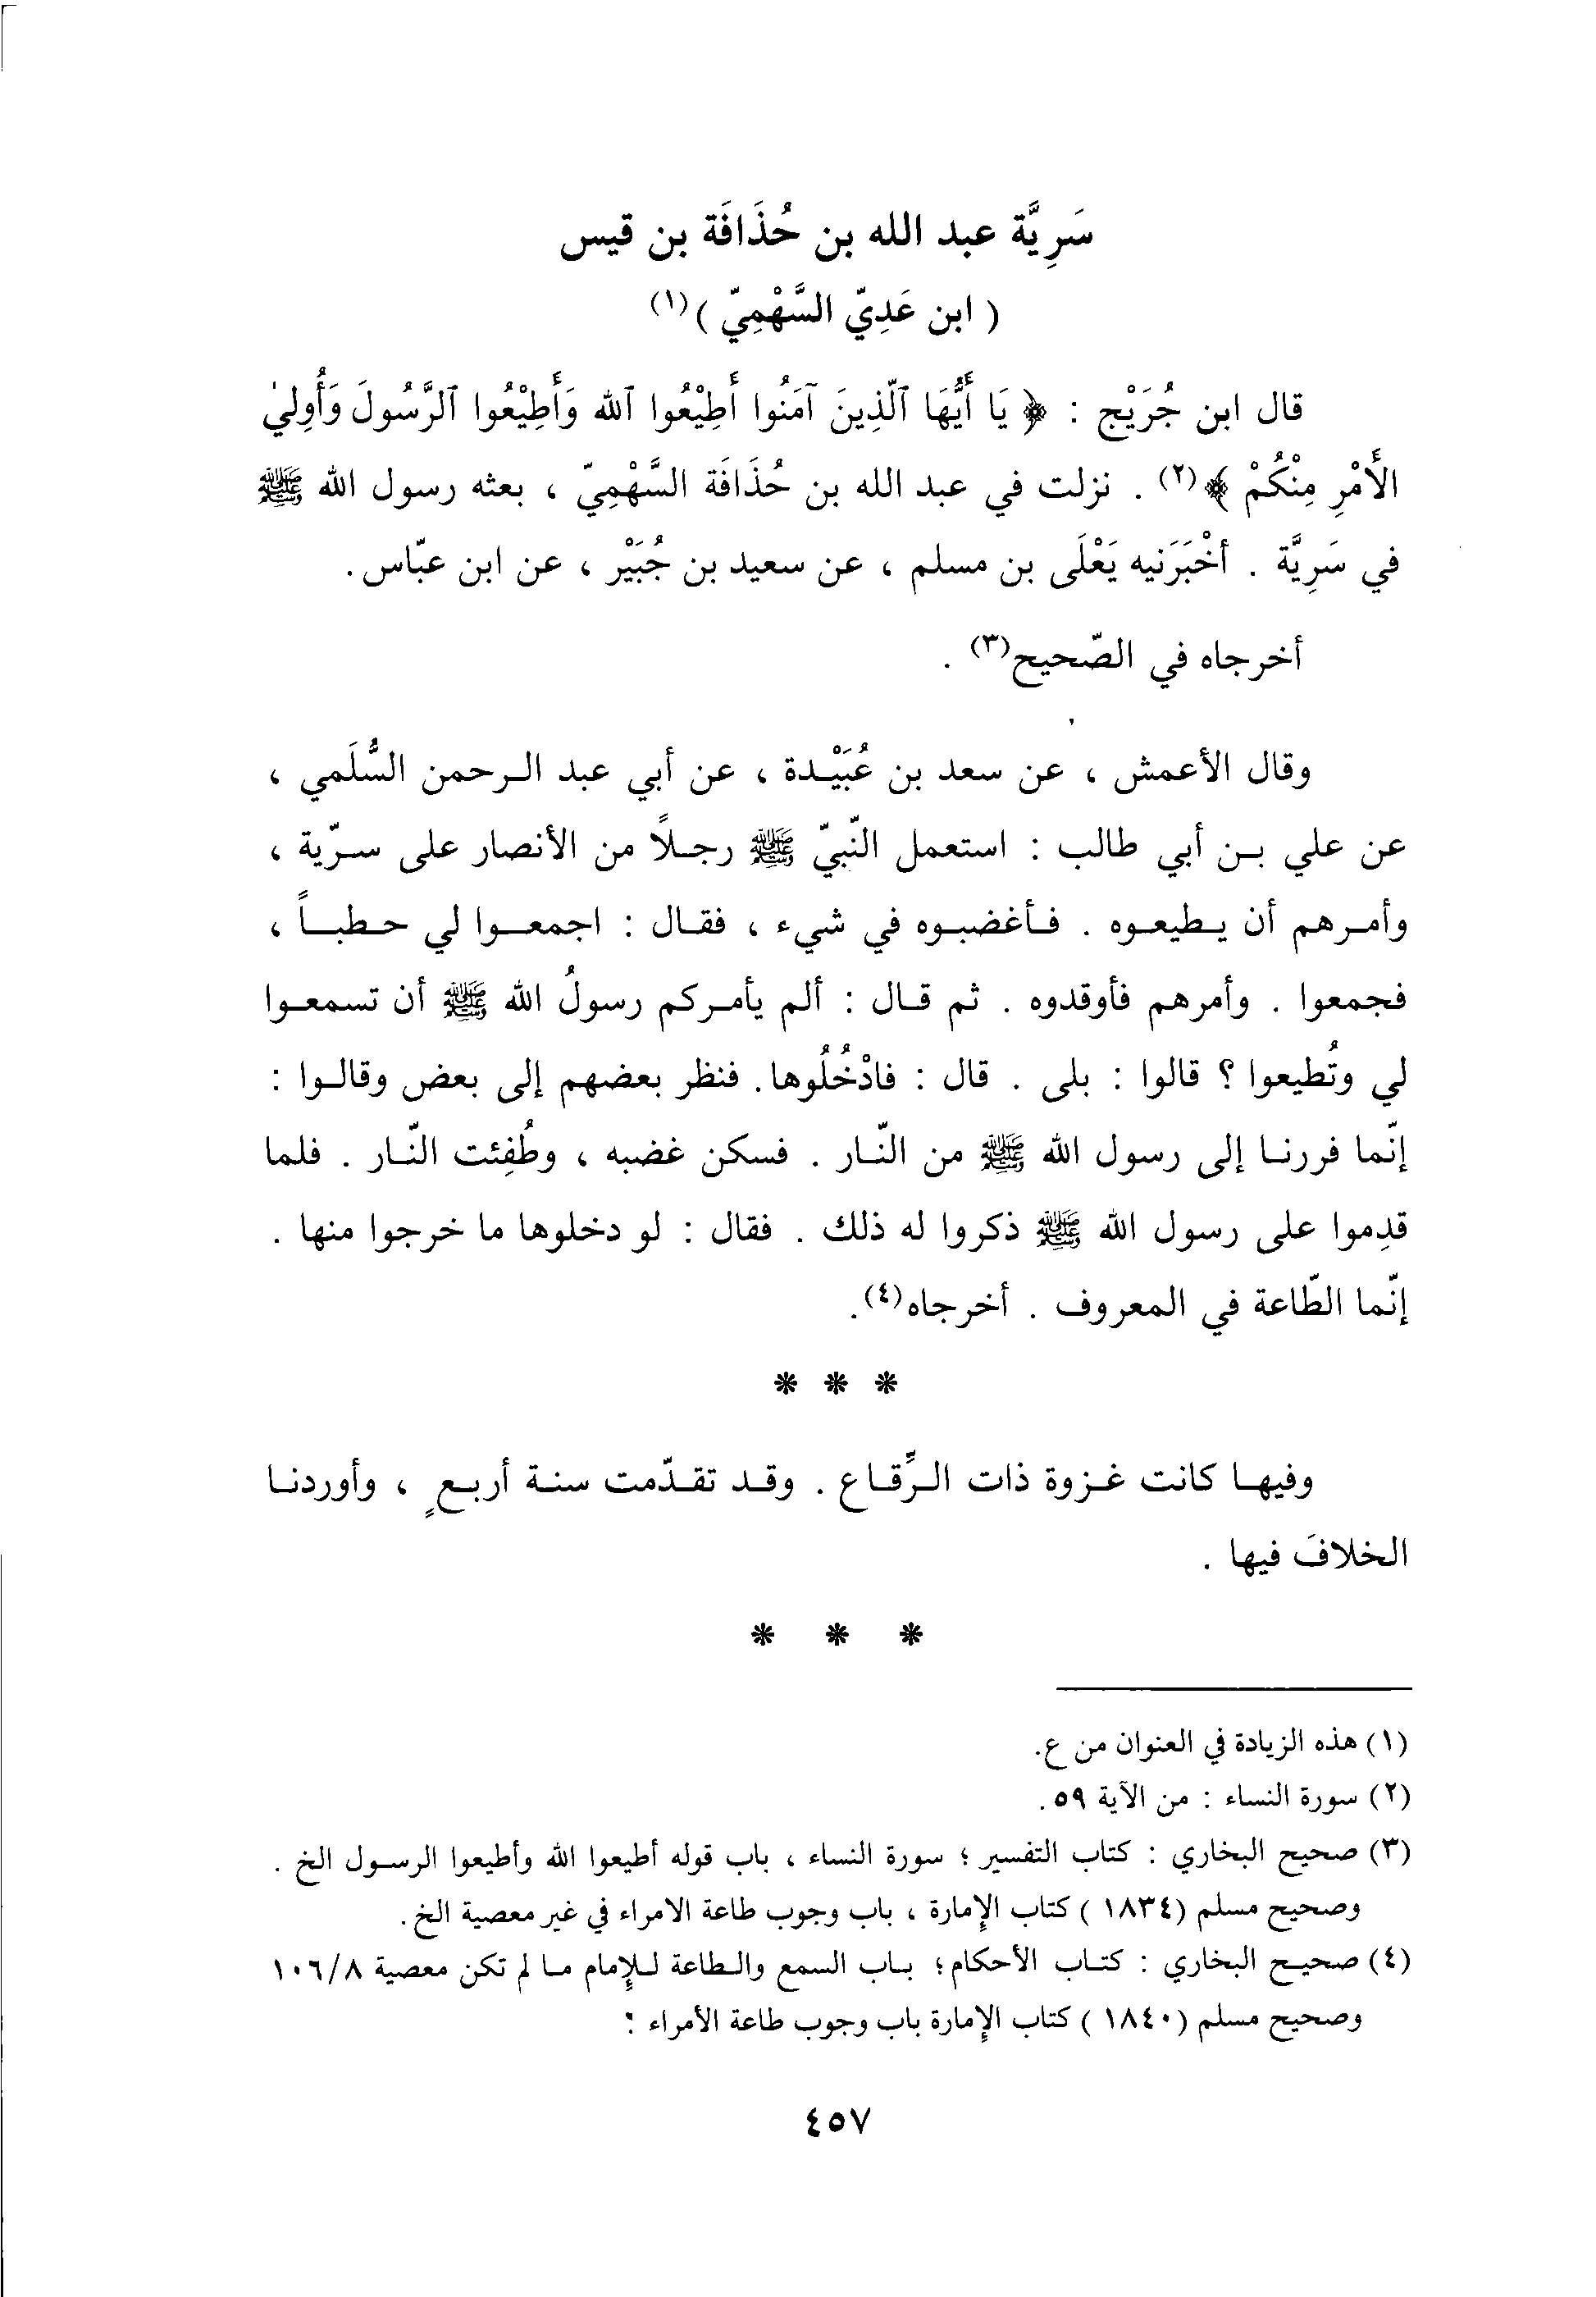 سَرِيَّة عبد الله بن حُذَافَة بن قيس
( ابن عَدِيّ السَّهْمِيّ )(١)
قال ابن جُرَيْج : ﴿ يَا أَيُّهَا ٱلَّذِينَ آمَنُوا أَطِيْعُوا ٱلله وَأَطِيْعُوا ٱلرَّسُولَ وَأُولِيْ
الأَمْرِ مِنْكُمْ ﴾(٢) . نزلت في عبد الله بن حُذَافَة السَّهْمِيّ ، بعثه رسول الله ﷺ
في سَرِيَّة . أخْبَرَنيه يَعْلَى بن مسلم ، عن سعيد بن جُبَيْر ، عن ابن عبّاس .
أخرجاه في الصّحيح(٣) .
وقال الأعمش ، عن سعد بن عُبَيْدة ، عن أبي عبد الرحمن السُّلَمي ،
عن علي بن أبي طالب : استعمل النّبيّ ﷺ رجلاً من الأنصار على سرّية ،
وأمرهم أن يطيعوه . فأغضبوه في شيء ، فقال : اجمعوا لي حطباً ،
فجمعوا . وأمرهم فأوقدوه . ثم قال : ألم يأمركم رسولُ الله ﷺ أن تسمعوا
لي وتُطيعوا ؟ قالوا : بلى . قال : فادْخُلُوها. فنظر بعضهم إلى بعض وقالوا :
إنّما فررنا إلى رسول الله ﷺ من النّار . فسكن غضبه ، وطُفِئت النّار . فلما
قدِموا على رسول الله ﷺ ذكروا له ذلك . فقال : لو دخلوها ما خرجوا منها .
إنّما الطّاعة في المعروف . أخرجاه(٤).
* * *
وفيها كانت غزوة ذات الرِّقاع . وقد تقدّمت سنة أربعٍ ، وأوردنا
الخلافَ فيها .
* * *
(١) هذه الزيادة في العنوان من ع.
(٢) سورة النساء : من الآية ٥٩.
(٣) صحيح البخاري : كتاب التفسير ؛ سورة النساء ، باب قوله أطيعوا الله وأطيعوا الرسول الخ .
وصحيح مسلم (١٨٣٤ ) كتاب الإمارة ، باب وجوب طاعة الامراء في غير معصية الخ.
(٤) صحيح البخاري : كتاب الأحكام؛ باب السمع والطاعة للإمام ما لم تكن معصية ١٠٦/٨
وصحيح مسلم (١٨٤٠ ) كتاب الإمارة باب وجوب طاعة الأمراء :
٤٥٧